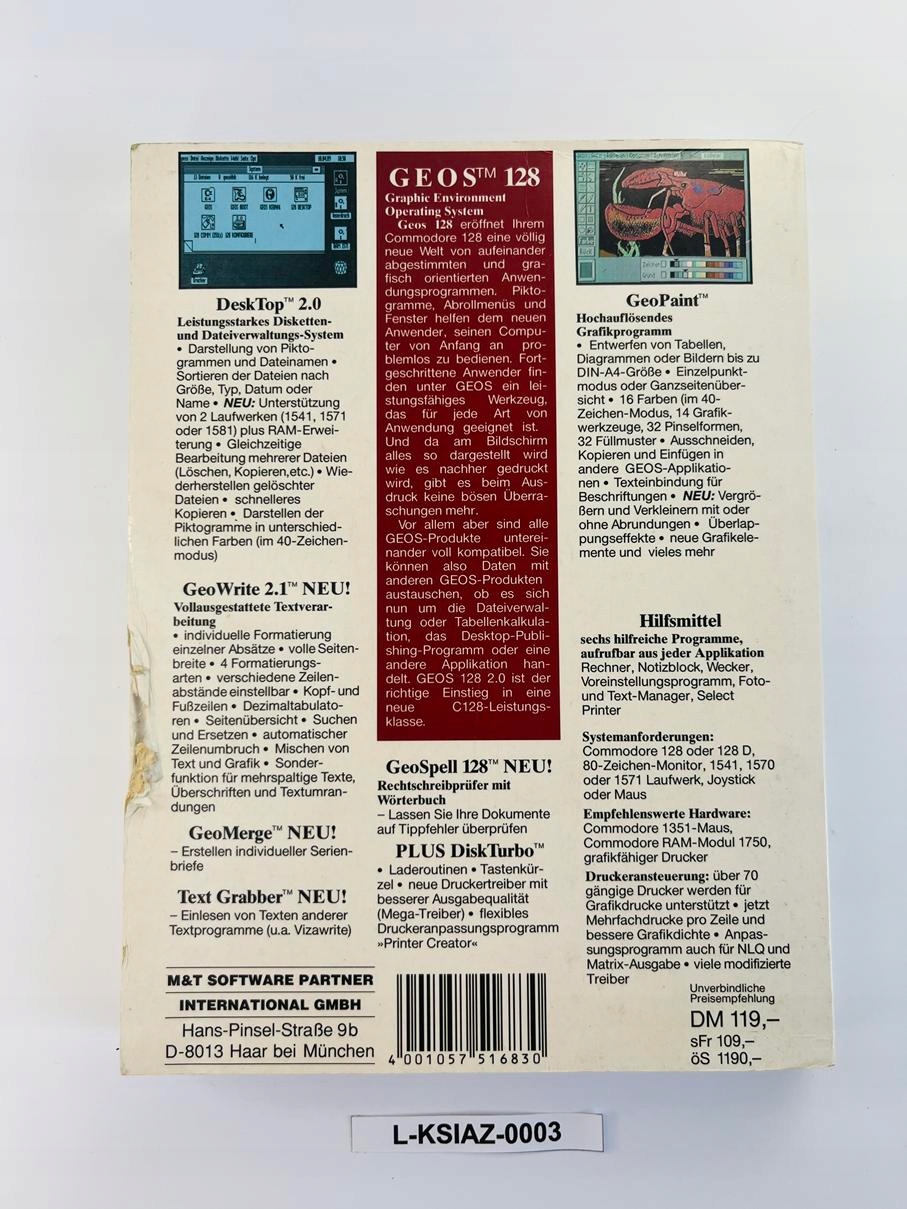 DeskTop™ 2.0
Leistungsstarkes Disketten-
und Dateiverwaltungs-System
• Darstellung von Pikto-
grammen und Dateinamen •
Sortieren der Dateien nach
Größe, Typ, Datum oder
Name • NEU: Unterstützung
von 2 Laufwerken (1541, 1571
oder 1581) plus RAM-Erwei-
terung • Gleichzeitige
Bearbeitung mehrerer Dateien
(Löschen, Kopieren,etc.) • Wie-
derherstellen gelöschter
Dateien • schnelleres
Kopieren • Darstellen der
Piktogramme in unterschied-
lichen Farben (im 40-Zeichen-
modus)
GeoWrite 2.1™ NEU!
Vollausgestattete Textverar-
beitung
• individuelle Formatierung
einzelner Absätze • volle Seiten-
breite • 4 Formatierungs-
arten • verschiedene Zeilen-
abstände einstellbar • Kopf- und
Fußzeilen • Dezimaltabulato-
ren • Seitenübersicht • Suchen
und Ersetzen • automatischer
Zeilenumbruch • Mischen von
Text und Grafik • Sonder-
funktion für mehrspaltige Texte,
Überschriften und Textumran-
dungen
GeoMerge™ NEU!
– Erstellen individueller Serien-
briefe
Text Grabber™ NEU!
– Einlesen von Texten anderer
Textprogramme (u.a. Vizawrite)
M&T SOFTWARE PARTNER
INTERNATIONAL GMBH
Hans-Pinsel-Straße 9b
D-8013 Haar bei München
GEOS™ 128
Graphic Environment
Operating System
Geos 128 eröffnet Ihrem
Commodore 128 eine völlig
neue Welt von aufeinander
abgestimmten und gra-
fisch orientierten Anwen-
dungsprogrammen. Pikto-
gramme, Abrollmenüs und
Fenster helfen dem neuen
Anwender, seinen Compu-
ter von Anfang an pro-
blemlos zu bedienen. Fort-
geschrittene Anwender fin-
den unter GEOS ein lei-
stungsfähiges Werkzeug,
das für jede Art von
Anwendung geeignet ist.
Und da am Bildschirm
alles so dargestellt wird
wie es nachher gedruckt
wird, gibt es beim Aus-
druck keine bösen Überra-
schungen mehr.
Vor allem aber sind alle
GEOS-Produkte unterei-
nander voll kompatibel. Sie
können also Daten mit
anderen GEOS-Produkten
austauschen, ob es sich
nun um die Dateiverwal-
tung oder Tabellenkalkula-
tion, das Desktop-Publi-
shing-Programm oder eine
andere Applikation han-
delt. GEOS 128 2.0 ist der
richtige Einstieg in eine
neue C128-Leistungs-
klasse.
GeoSpell 128™ NEU!
Rechtschreibprüfer mit
Wörterbuch
– Lassen Sie Ihre Dokumente
auf Tippfehler überprüfen
PLUS DiskTurbo™
• Laderoutinen • Tastenkür-
zel • neue Druckertreiber mit
besserer Ausgabequalität
(Mega-Treiber) • flexibles
Druckeranpassungsprogramm
»Printer Creator«
4 001057 516830
GeoPaint™
Hochauflösendes
Grafikprogramm
• Entwerfen von Tabellen,
Diagrammen oder Bildern bis zu
DIN-A4-Größe • Einzelpunkt-
modus oder Ganzseitenüber-
sicht • 16 Farben (im 40-
Zeichen-Modus, 14 Grafik-
werkzeuge, 32 Pinselformen,
32 Füllmuster • Ausschneiden,
Kopieren und Einfügen in
andere GEOS-Applikatio-
nen • Texteinbindung für
Beschriftungen • NEU: Vergrö-
ßern und Verkleinern mit oder
ohne Abrundungen • Überlap-
pungseffekte • neue Grafikele-
mente und vieles mehr
Hilfsmittel
sechs hilfreiche Programme,
aufrufbar aus jeder Applikation
Rechner, Notizblock, Wecker,
Voreinstellungsprogramm, Foto-
und Text-Manager, Select
Printer
Systemanforderungen:
Commodore 128 oder 128 D,
80-Zeichen-Monitor, 1541, 1570
oder 1571 Laufwerk, Joystick
oder Maus
Empfehlenswerte Hardware:
Commodore 1351-Maus,
Commodore RAM-Modul 1750,
grafikfähiger Drucker
Druckeransteuerung: über 70
gängige Drucker werden für
Grafikdrucke unterstützt • jetzt
Mehrfachdrucke pro Zeile und
bessere Grafikdichte • Anpas-
sungsprogramm auch für NLQ und
Matrix-Ausgabe • viele modifizierte
Treiber
Unverbindliche
Preisempfehlung
DM 119,–
sFr 109,–
öS 1190,–
L-KSIAZ-0003